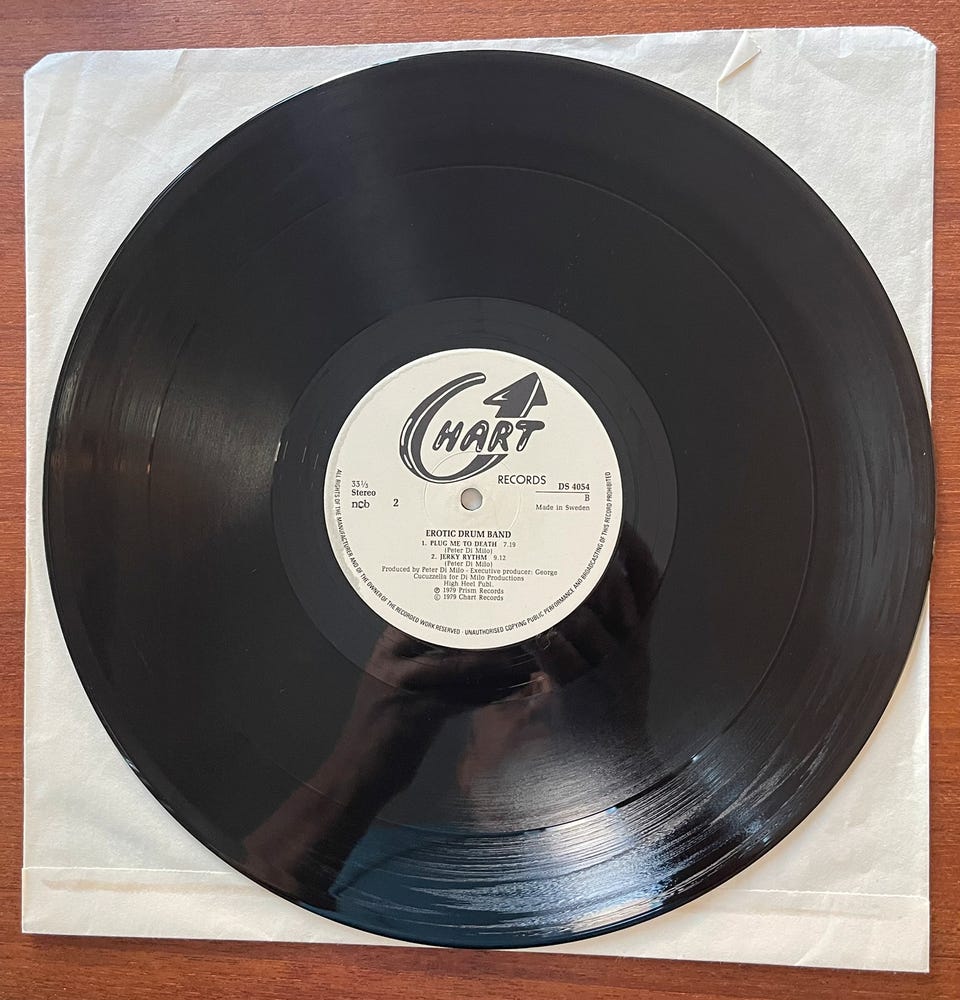 CHART
RECORDS
33⅓
Stereo
ncb
2
DS 4054
B
Made in Sweden
EROTIC DRUM BAND
1. PLUG ME TO DEATH 7.19
(Peter Di Milo)
2. JERKY RYTHM 9.12
(Peter Di Milo)
Produced by Peter Di Milo - Executive producer: George
Cucuzzella for Di Milo Productions
High Heel Publ.
℗ 1979 Prism Records
© 1979 Chart Records
ALL RIGHTS OF THE MANUFACTURER AND OF THE OWNER OF THE RECORDED WORK RESERVED · UNAUTHORISED COPYING PUBLIC PERFORMANCE AND BROADCASTING OF THIS RECORD PROHIBITED